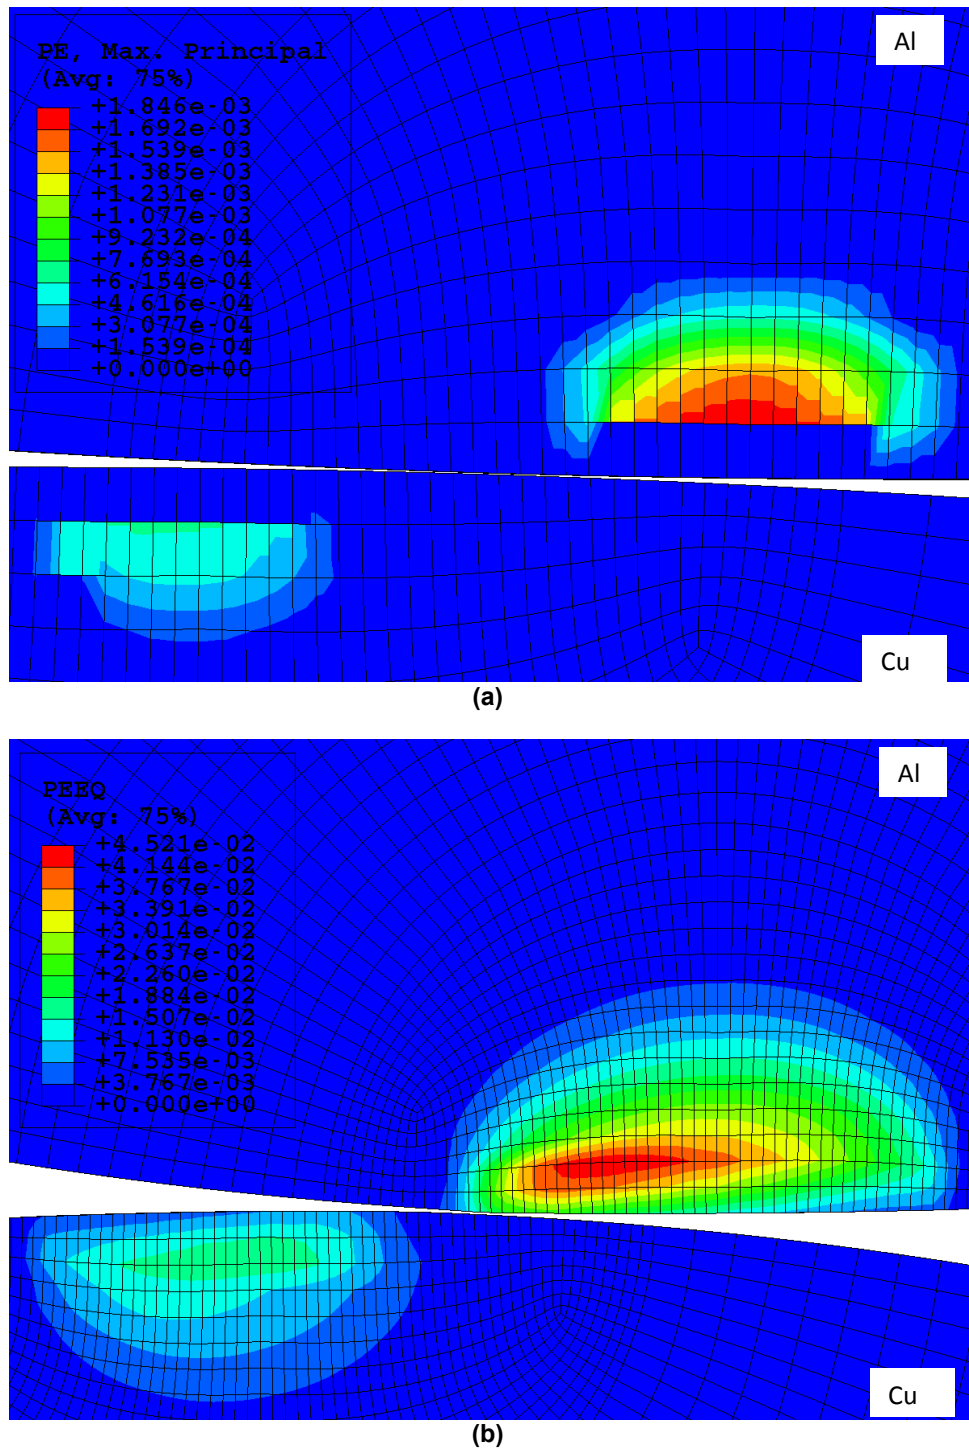 Al
PE, Max. Principal
(Avg: 75%)
+1.846e-03
+1.692e-03
+1.539e-03
+1.385e-03
+1.231e-03
+1.077e-03
+9.232e-04
+7.693e-04
+6.154e-04
+4.616e-04
+3.077e-04
+1.539e-04
+0.000e+00
Cu
(a)
Al
PEEQ
(Avg: 75%)
+4.521e-02
+4.144e-02
+3.767e-02
+3.391e-02
+3.014e-02
+2.637e-02
+2.260e-02
+1.884e-02
+1.507e-02
+1.130e-02
+7.535e-03
+3.767e-03
+0.000e+00
Cu
(b)